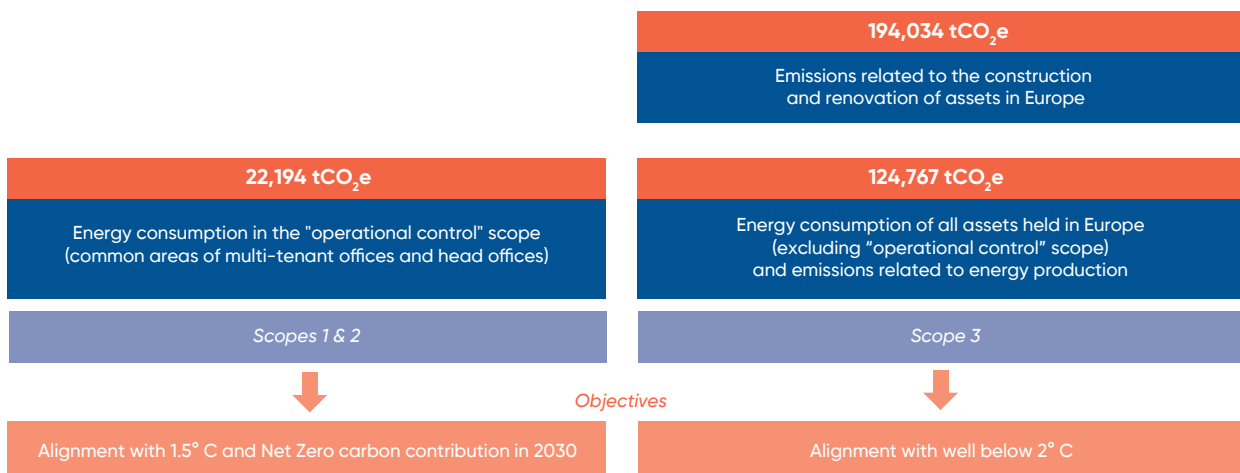 194,034 tCO₂e
Emissions related to the construction
and renovation of assets in Europe
22,194 tCO₂e
Energy consumption in the "operational control" scope
(common areas of multi-tenant offices and head offices)
Scopes 1 & 2
124,767 tCO₂e
Energy consumption of all assets held in Europe
(excluding “operational control” scope)
and emissions related to energy production
Scope 3
Objectives
Alignment with 1.5° C and Net Zero carbon contribution in 2030
Alignment with well below 2° C